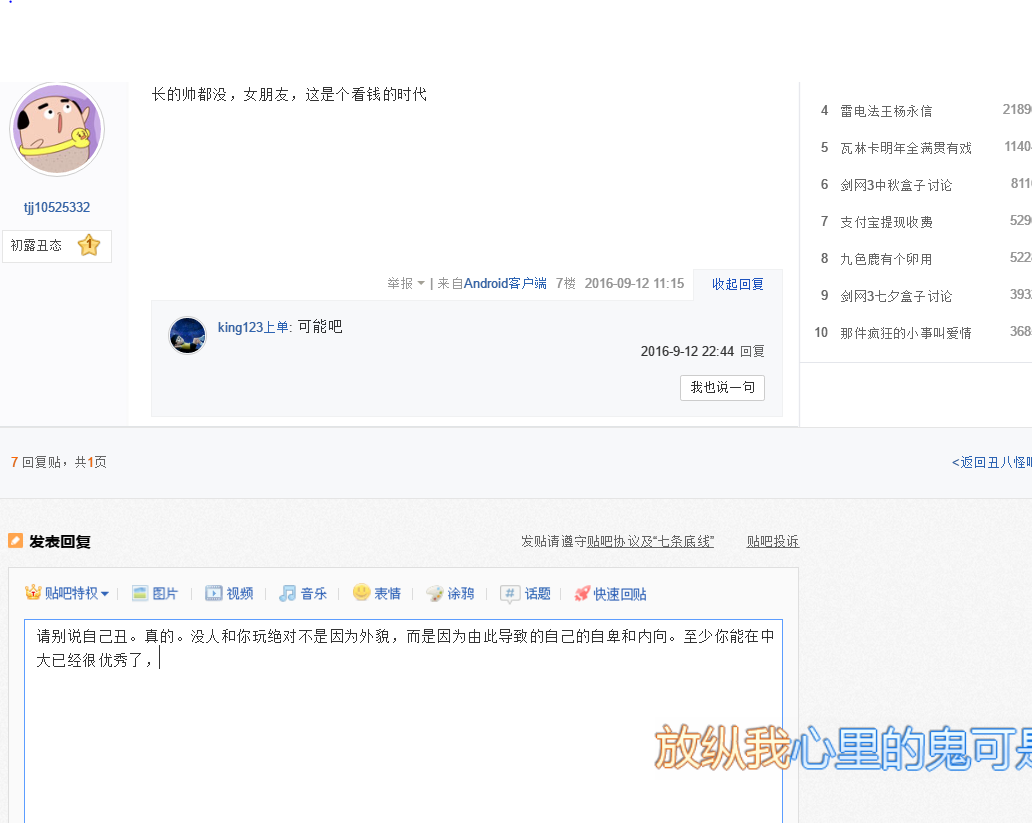 长的帅都没，女朋友，这是个看钱的时代
tjj10525332
初露丑态 1
举报 | 来自Android客户端 7楼 2016-09-12 11:15 收起回复
king123上单: 可能吧
2016-9-12 22:44 回复
我也说一句
4 雷电法王杨永信 2189
5 瓦林卡明年全满贯有戏 1140
6 剑网3中秋盒子讨论 811
7 支付宝提现收费 529
8 九色鹿有个卵用 522
9 剑网3七夕盒子讨论 393
10 那件疯狂的小事叫爱情 368
7 回复贴，共1页
<返回丑八怪吧
发表回复
发贴请遵守贴吧协议及“七条底线” 贴吧投诉
贴吧特权 图片 视频 音乐 表情 涂鸦 # 话题 快速回贴
请别说自己丑。真的。没人和你玩绝对不是因为外貌，而是因为由此导致的自己的自卑和内向。至少你能在中
大已经很优秀了，
放纵我心里的鬼可是